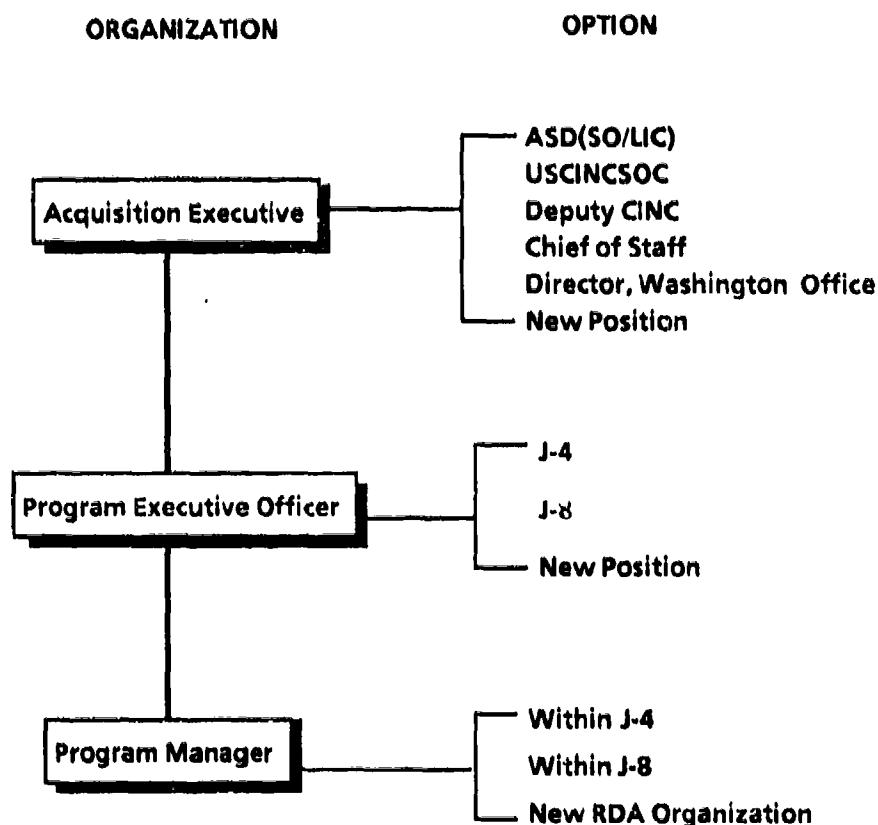 ORGANIZATION OPTION
Acquisition Executive
ASD(SO/LIC)
USCINCSOC
Deputy CINC
Chief of Staff
Director, Washington Office
New Position
Program Executive Officer
J-4
J-8
New Position
Program Manager
Within J-4
Within J-8
New RDA Organization